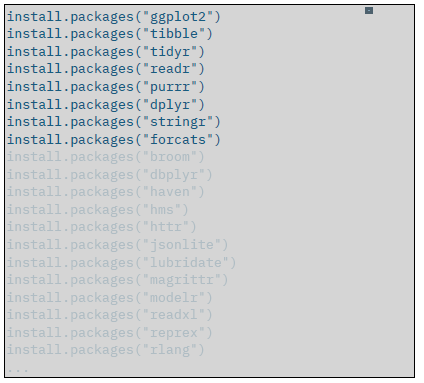 install.packages("ggplot2")
install.packages("tibble")
install.packages("tidyr")
install.packages("readr")
install.packages("purrr")
install.packages("dplyr")
install.packages("stringr")
install.packages("forcats")
install.packages("broom")
install.packages("dbplyr")
install.packages("haven")
install.packages("hms")
install.packages("httr")
install.packages("jsonlite")
install.packages("lubridate")
install.packages("magrittr")
install.packages("modelr")
install.packages("readxl")
install.packages("reprex")
install.packages("rlang")
...